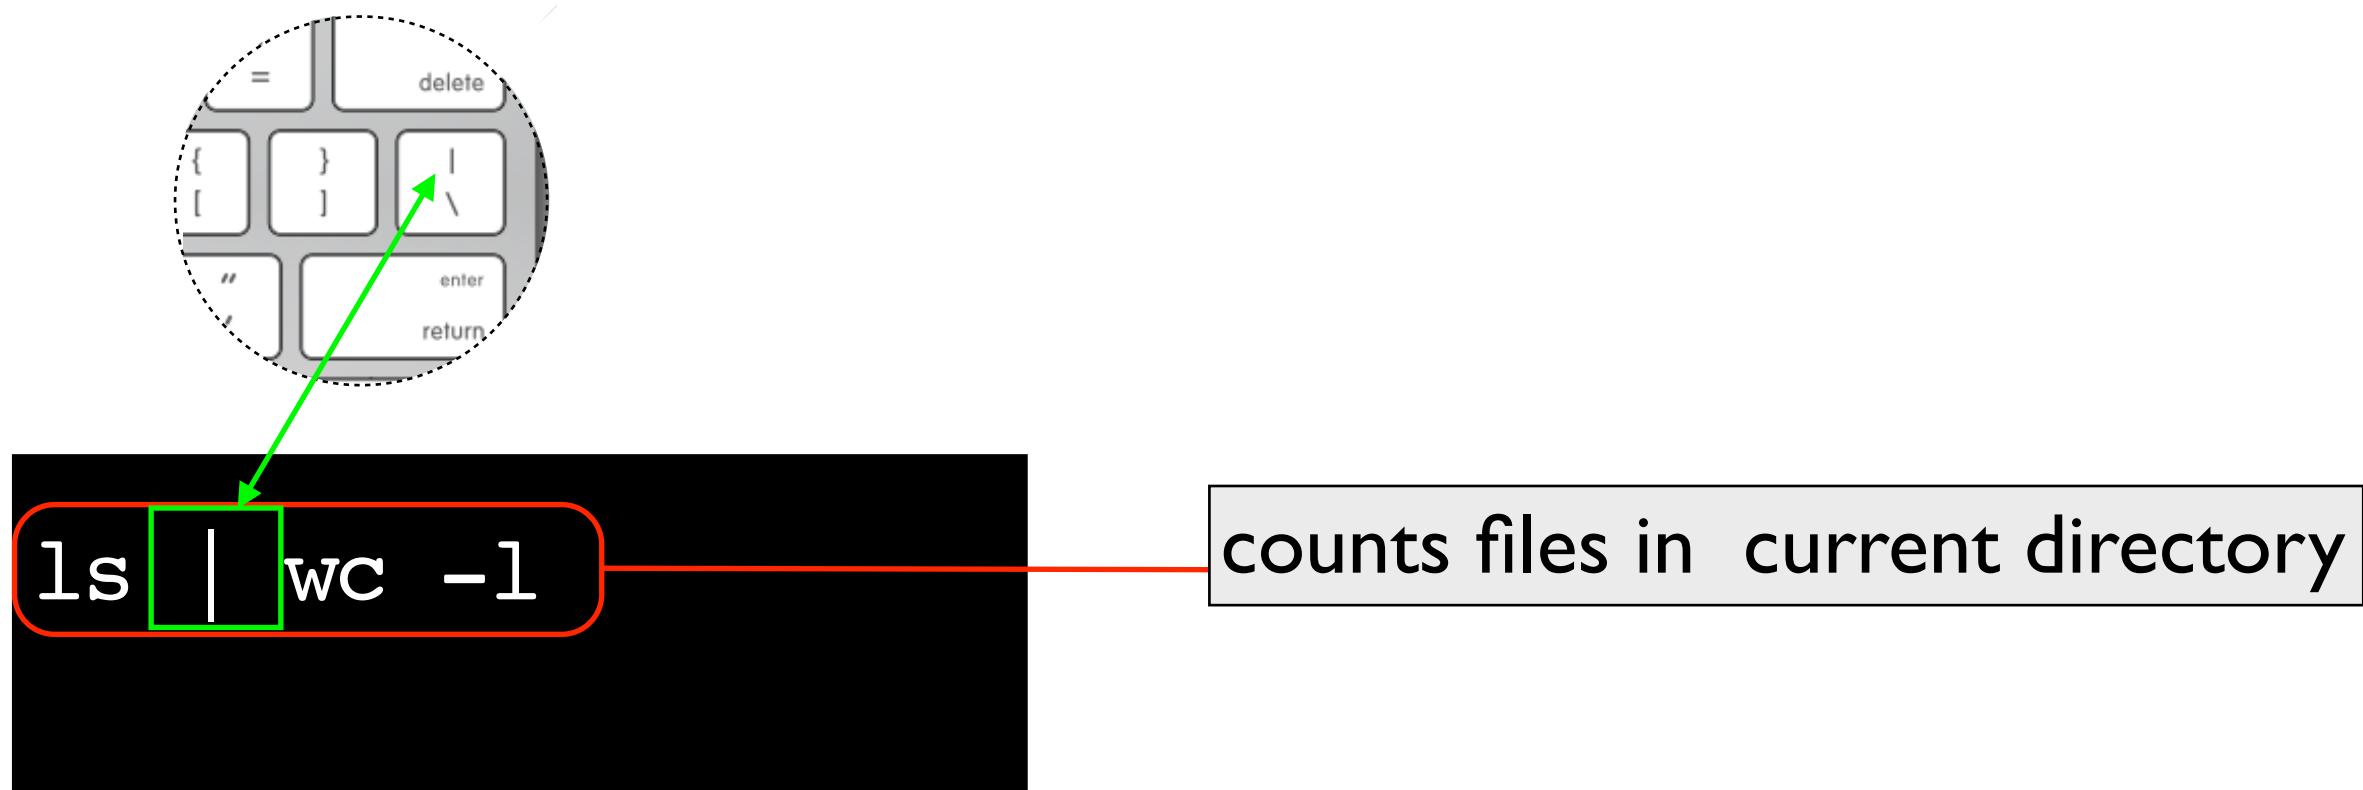 = delete
{ } |
[ ] \
" enter
return
ls | wc -l
counts files in current directory